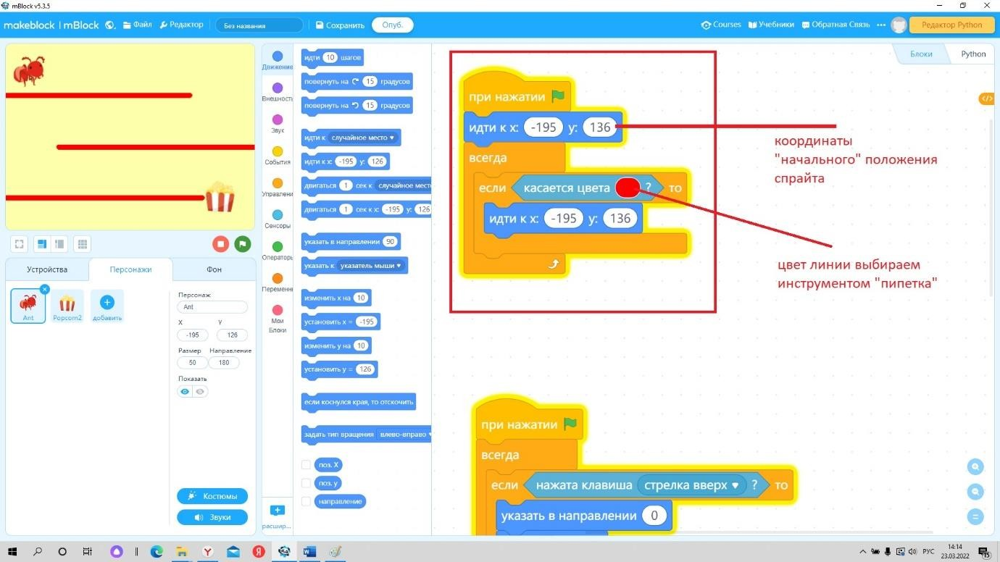 mBlock v5.3.5
makeblock | mBlock Файл Редактор Без названия Сохранить Опуб. Courses Учебники Обратная Связь Редактор Python
Блоки Python
Движение
Внешность
Звук
События
Управлени
Сенсоры
Операторь
Переменн
Мои
Блоки
расшир...
идти 10 шагов
повернуть на 15 градусов
повернуть на 15 градусов
идти к случайное место
идти к x: -195 y: 126
двигаться 1 сек к случайное место
двигаться 1 сек к x: -195 y: 126
указать в направлении 90
указать к указатель мыши
изменить x на 10
установить x = -195
изменить y на 10
установить y = 126
если коснулся края, то отскочить
задать тип вращения влево-вправо
поз. X
поз. y
направление
при нажатии
идти к x: -195 y: 136
всегда
если касается цвета ? то
идти к x: -195 y: 136
координаты
"начального" положения
спрайта
цвет линии выбираем
инструментом "пипетка"
при нажатии
всегда
если нажата клавиша стрелка вверх ? то
указать в направлении 0
Устройства Персонажи Фон
Ant Popcorn2 добавить
Персонаж
Ant
X Y
-195 126
Размер Направление
50 180
Показать
Костюмы
Звуки
РУС 14:14
23.03.2022
15